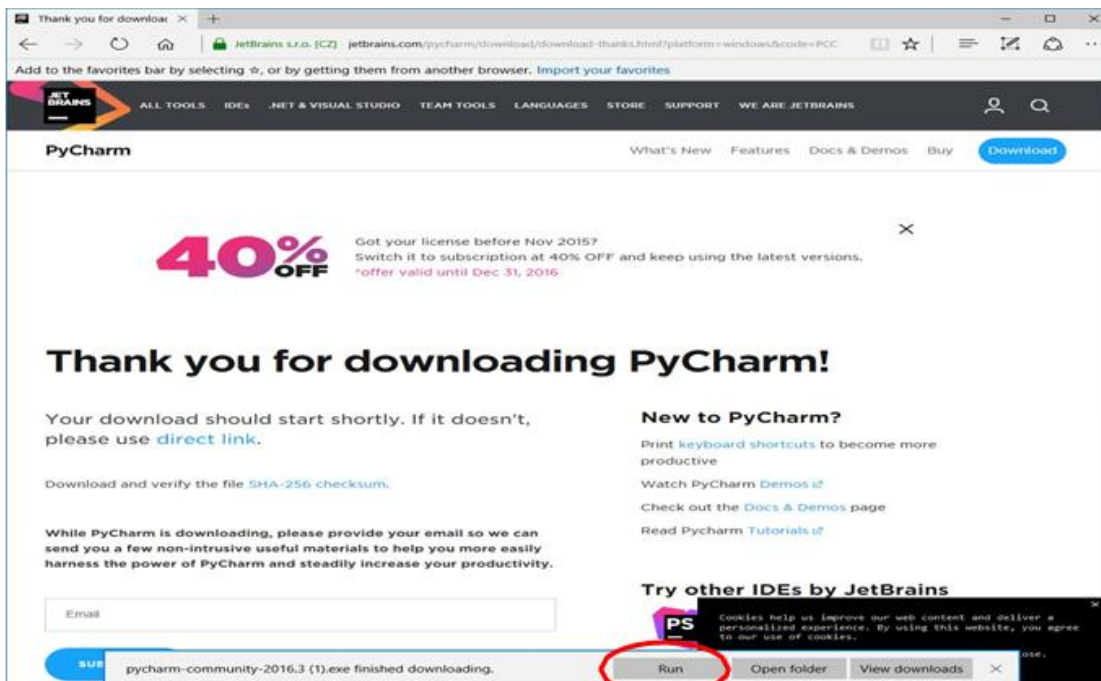 Thank you for downloac
JetBrains s.r.o. [CZ] jetbrains.com/pycharm/download/download-thanks.html?platform=windows&code=PCC
Add to the favorites bar by selecting ☆, or by getting them from another browser. Import your favorites
JET
BRAINS
ALL TOOLS IDEs .NET & VISUAL STUDIO TEAM TOOLS LANGUAGES STORE SUPPORT WE ARE JETBRAINS
PyCharm What's New Features Docs & Demos Buy Download
40% OFF
Got your license before Nov 2015?
Switch it to subscription at 40% OFF and keep using the latest versions.
*offer valid until Dec 31, 2016
Thank you for downloading PyCharm!
Your download should start shortly. If it doesn't,
please use direct link.
Download and verify the file SHA-256 checksum.
While PyCharm is downloading, please provide your email so we can
send you a few non-intrusive useful materials to help you more easily
harness the power of PyCharm and steadily increase your productivity.
Email
New to PyCharm?
Print keyboard shortcuts to become more
productive
Watch PyCharm Demos
Check out the Docs & Demos page
Read Pycharm Tutorials
Try other IDEs by JetBrains
PS
Cookies help us improve our web content and deliver a
personalized experience. By using this website, you agree
to our use of cookies.
pycharm-community-2016.3 (1).exe finished downloading. Run Open folder View downloads